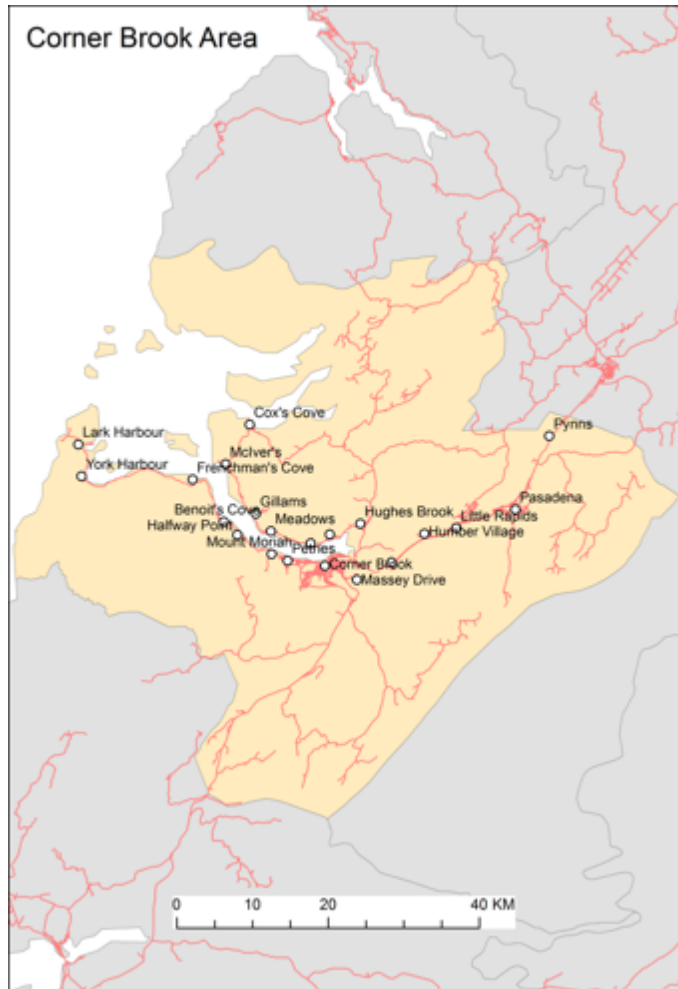 Corner Brook Area
Cox's Cove
Pynns
Lark Harbour
McIver's
York Harbour
Frenchman's Cove
Pasadena
Benoit's Cove
Gillams
Hughes Brook
Little Rapids
Halfway Point
Meadows
Humber Village
Mount Moriah
Petries
Corner Brook
Massey Drive
0 10 20 40 KM